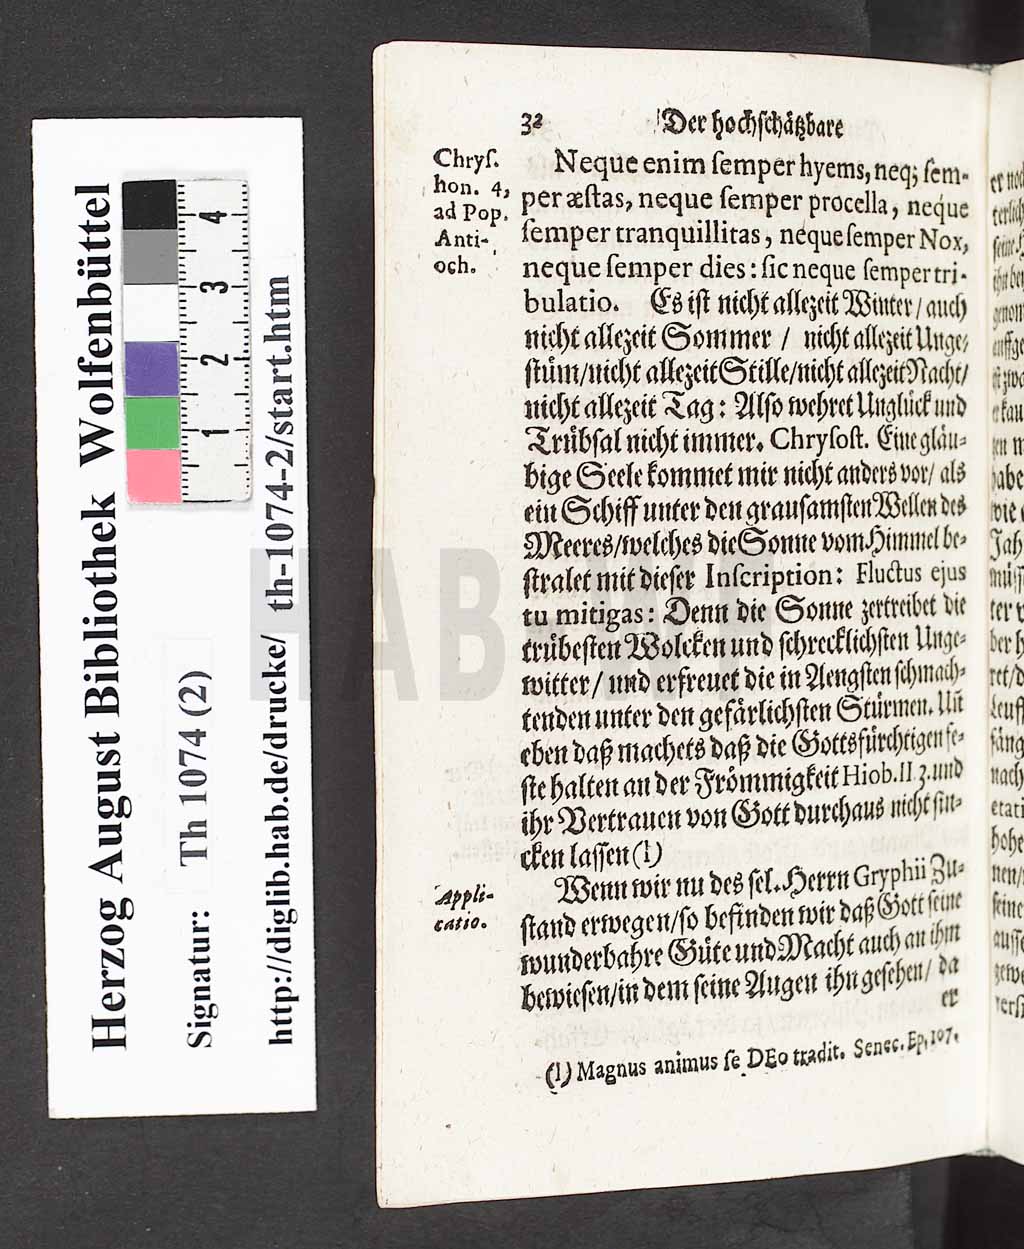 Herzog August Bibliothek Wolfenbüttel
Signatur: Th 1074 (2)
http://diglib.hab.de/drucke/ th-1074-2/start.htm
1 2 3 4
32 Der hochschätzbare
Chryſ.
hon. 4,
ad Pop.
Anti-
och.
Neque enim ſemper hyems, neq; ſem-
per æſtas, neque ſemper procella, neque
ſemper tranquillitas, neque ſemper Nox,
neque ſemper dies: ſic neque ſemper tri-
bulatio. Es iſt nicht allezeit Winter / auch
nicht allezeit Sommer / nicht allezeit Unge-
ſtüm/nicht allezeit Stille/nicht allezeit Nacht/
nicht allezeit Tag: Alſo wehret Unglück und
Trübſal nicht immer. Chryſoſt. Eine gläu-
bige Seele kommet mir nicht anders vor/ als
ein Schiff unter den grauſamſten Wellen des
Meeres/welches die Sonne vom Himmel be-
ſtralet mit dieſer Inſcription: Fluctus ejus
tu mitigas: Denn die Sonne zertreibet die
trübeſten Wolcken und ſchrecklichſten Unge-
witter / und erfreuet die in Aengſten ſchmach-
tenden unter den gefärlichſten Stürmen. Uñ
eben daß machets daß die Gottsfürchtigen fe-
ſte halten an der Frömmigkeit Hiob. II 3. und
ihr Vertrauen von Gott durchaus nicht ſin-
cken laſſen (l)
Appli-
catio.
Wenn wir nu des ſel. Herrn Gryphii Zu-
ſtand erwegen/ſo befinden wir daß Gott ſeine
wunderbahre Güte und Macht auch an ihm
bewieſen/in dem ſeine Augen ihn geſehen/ da
er
(l) Magnus animus ſe DEo tradit. Senec. Ep. 107.
HAB